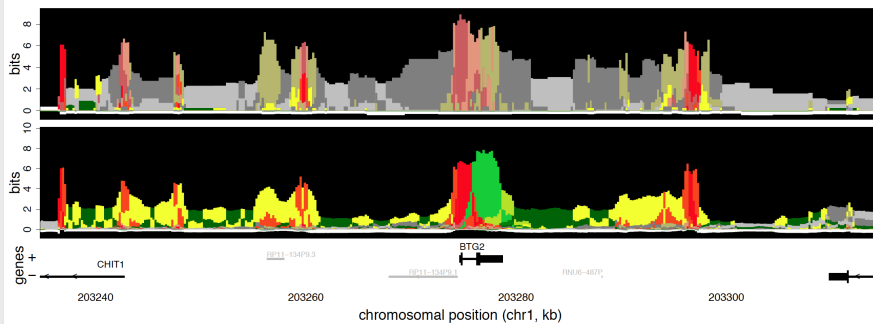 bits
0 2 4 6 8
bits
0 2 4 6 8 10
genes
+
−
CHIT1
RP11−134P9.3
RP11−134P9.1
BTG2
RNU6−487P
203240 203260 203280 203300
chromosomal position (chr1, kb)